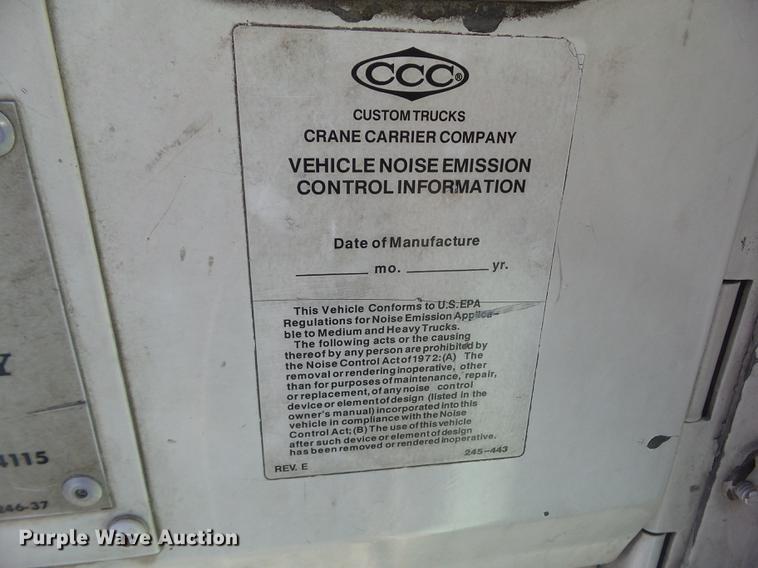 CCC®
CUSTOM TRUCKS
CRANE CARRIER COMPANY
VEHICLE NOISE EMISSION
CONTROL INFORMATION
Date of Manufacture
mo. yr.
This Vehicle Conforms to U.S. EPA
Regulations for Noise Emission Applica-
ble to Medium and Heavy Trucks.
The following acts or the causing
thereof by any person are prohibited by
the Noise Control Act of 1972: (A) The
removal or rendering inoperative, other
than for purposes of maintenance, repair,
or replacement, of any noise control
device or element of design (listed in the
owner's manual) incorporated into this
vehicle in compliance with the Noise
Control Act; (B) The use of this vehicle
after such device or element of design
has been removed or rendered inoperative.
245-443
REV. E
Y
4115
246-37
Purple Wave Auction